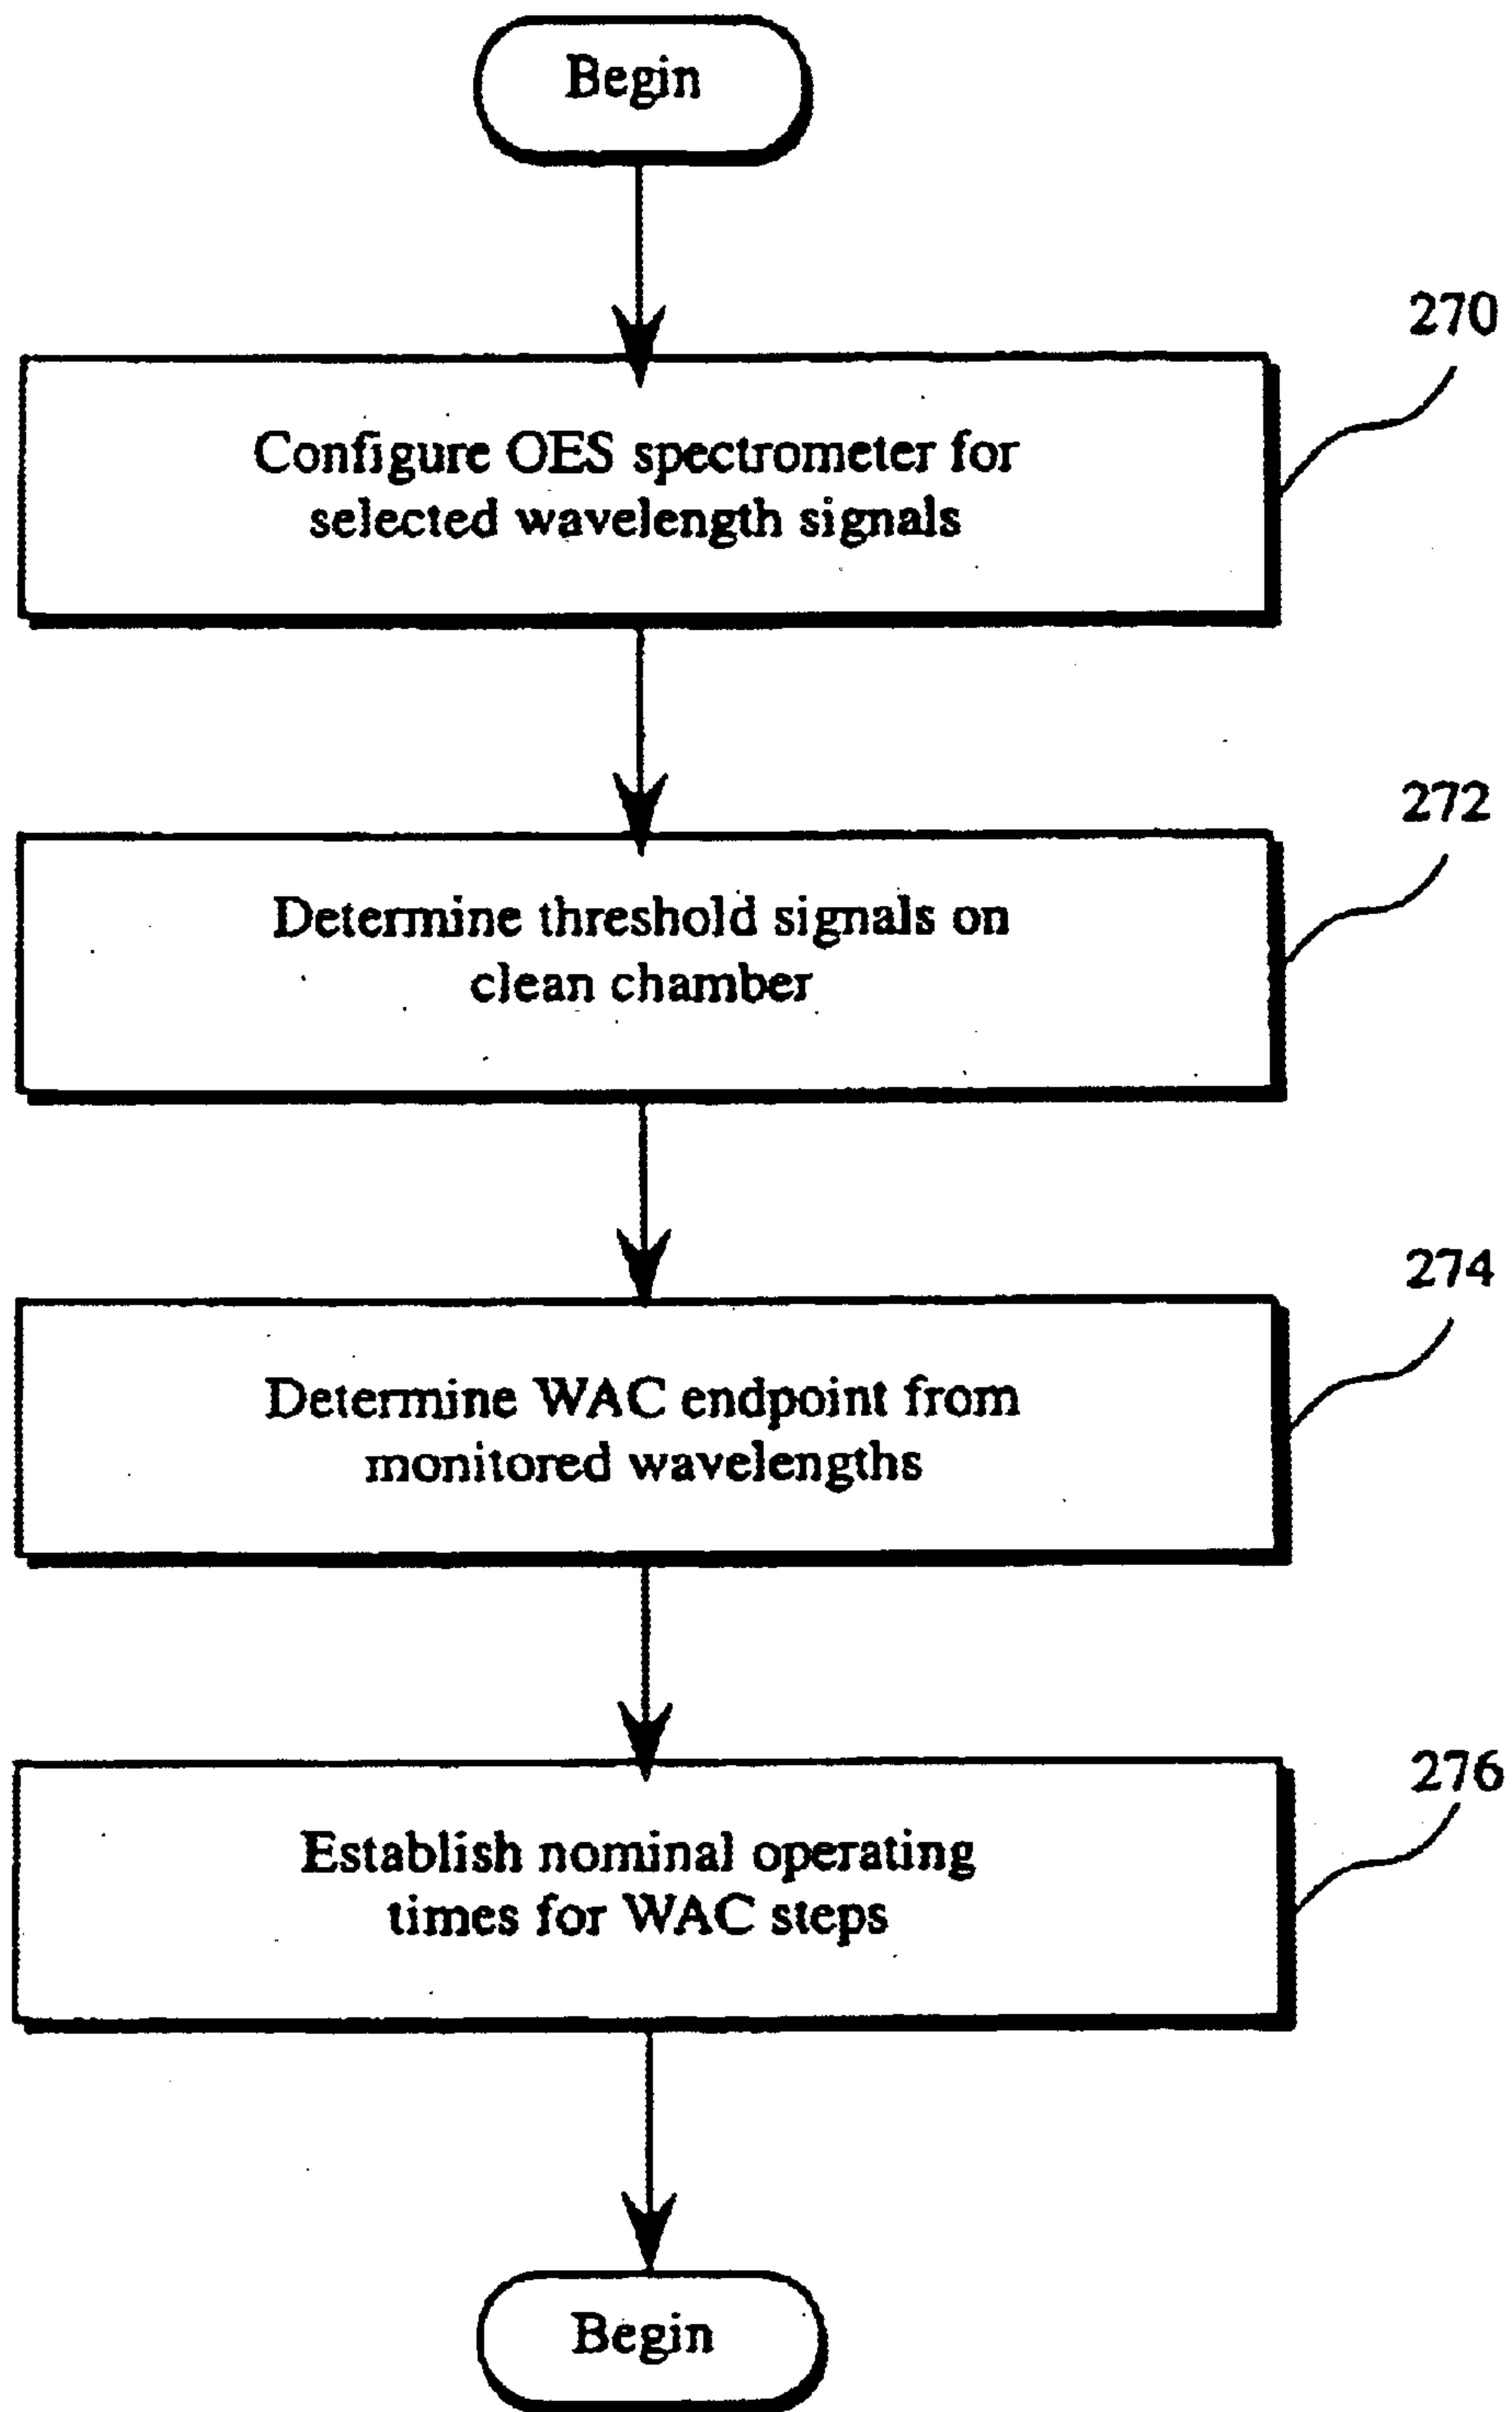 Begin
270
Configure OES spectrometer for
selected wavelength signals
272
Determine threshold signals on
clean chamber
274
Determine WAC endpoint from
monitored wavelengths
276
Establish nominal operating
times for WAC steps
Begin